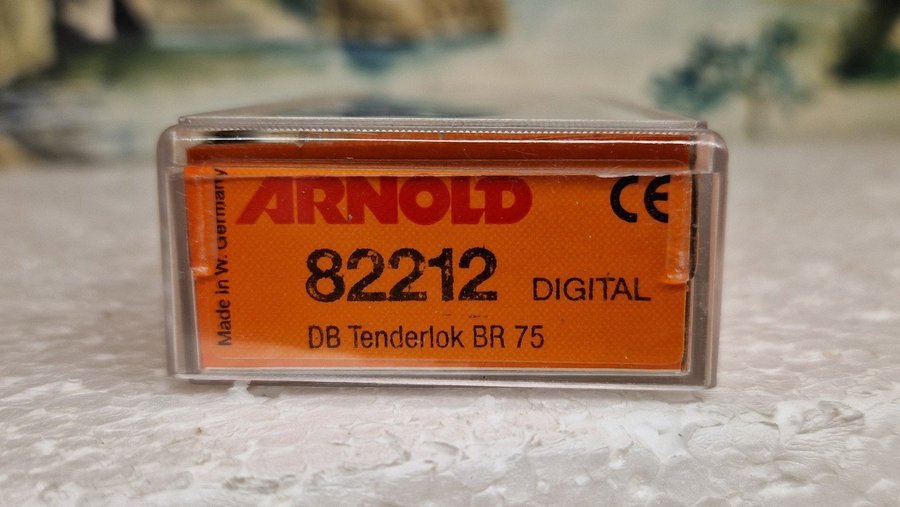 ARNOLD
CE
Made in W. Germany
82212
DIGITAL
DB Tenderlok BR 75